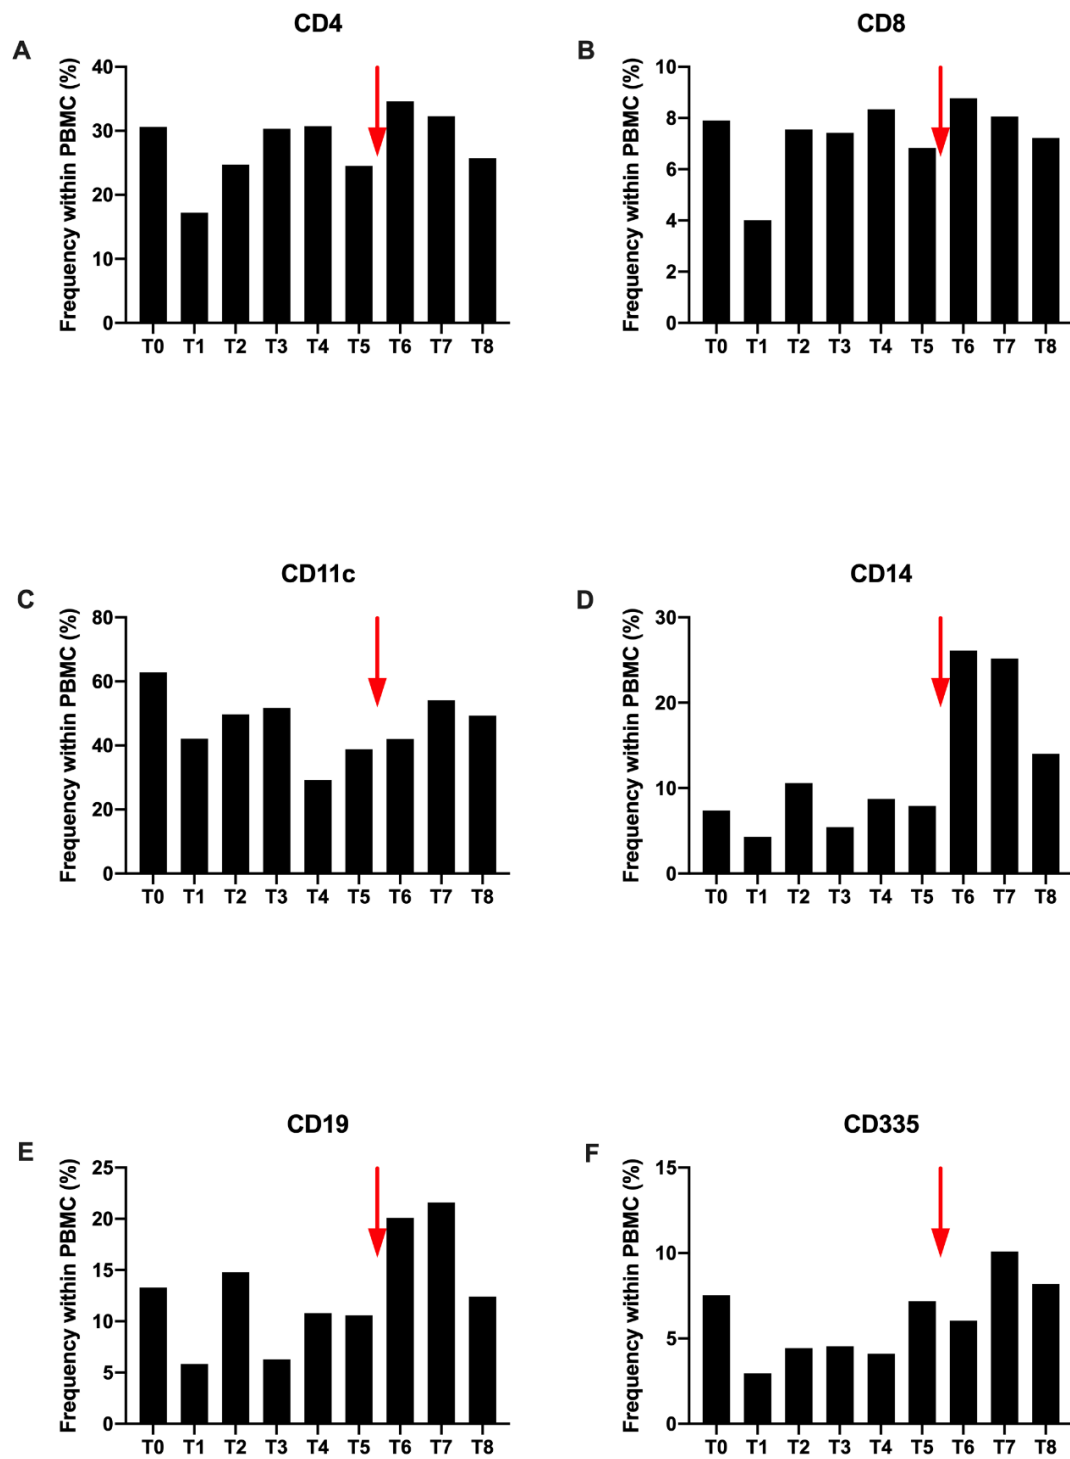 CD4
A
Frequency within PBMC (%)
40
30
20
10
0
T0 T1 T2 T3 T4 T5 T6 T7 T8
CD8
B
Frequency within PBMC (%)
10
8
6
4
2
0
T0 T1 T2 T3 T4 T5 T6 T7 T8
CD11c
C
Frequency within PBMC (%)
80
60
40
20
0
T0 T1 T2 T3 T4 T5 T6 T7 T8
CD14
D
Frequency within PBMC (%)
30
20
10
0
T0 T1 T2 T3 T4 T5 T6 T7 T8
CD19
E
Frequency within PBMC (%)
25
20
15
10
5
0
T0 T1 T2 T3 T4 T5 T6 T7 T8
CD335
F
Frequency within PBMC (%)
15
10
5
0
T0 T1 T2 T3 T4 T5 T6 T7 T8